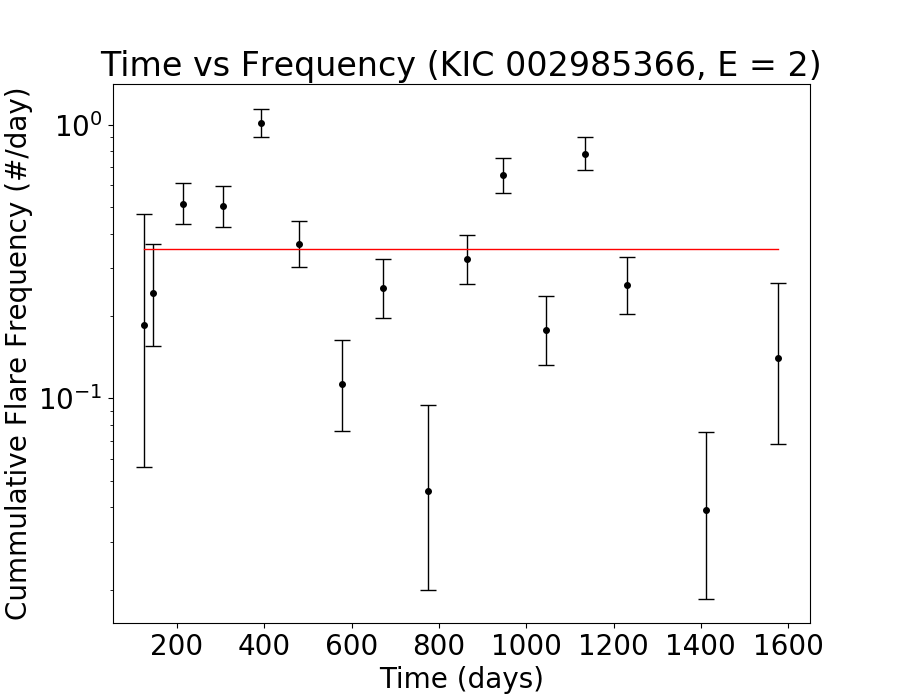 Time vs Frequency (KIC 002985366, E = 2)
Cummulative Flare Frequency (#/day)
10⁰
10⁻¹
200 400 600 800 1000 1200 1400 1600
Time (days)